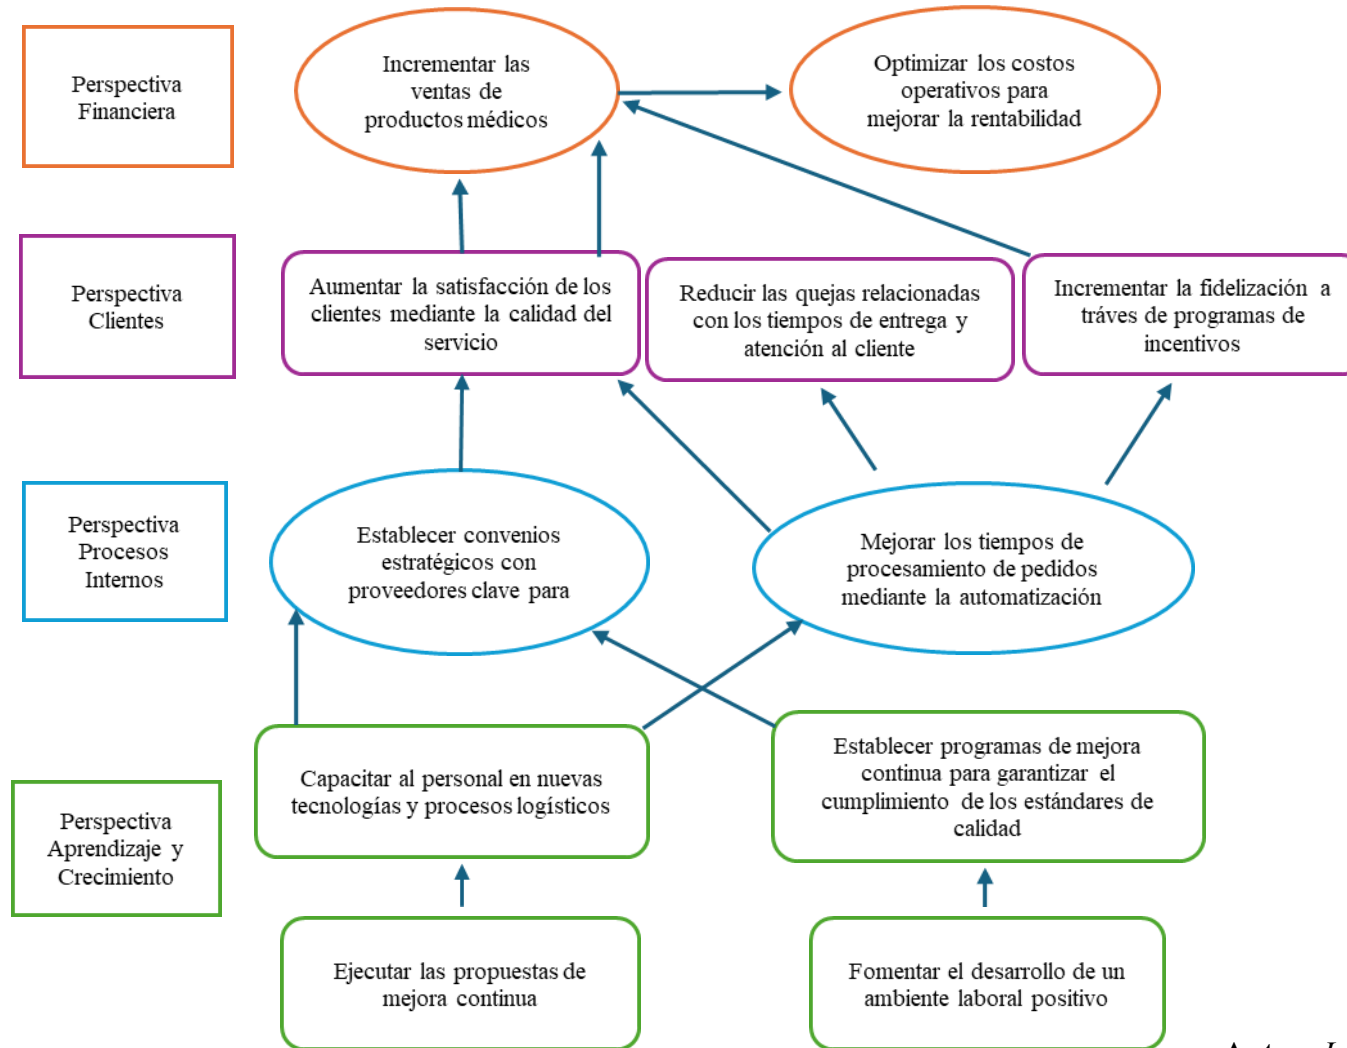 Perspectiva
Financiera
Incrementar las
ventas de
productos médicos
Optimizar los costos
operativos para
mejorar la rentabilidad
Perspectiva
Clientes
Aumentar la satisfacción de los
clientes mediante la calidad del
servicio
Reducir las quejas relacionadas
con los tiempos de entrega y
atención al cliente
Incrementar la fidelización a
tráves de programas de
incentivos
Perspectiva
Procesos
Internos
Establecer convenios
estratégicos con
proveedores clave para
Mejorar los tiempos de
procesamiento de pedidos
mediante la automatización
Perspectiva
Aprendizaje y
Crecimiento
Capacitar al personal en nuevas
tecnologías y procesos logísticos
Establecer programas de mejora
continua para garantizar el
cumplimiento de los estándares de
calidad
Ejecutar las propuestas de
mejora continua
Fomentar el desarrollo de un
ambiente laboral positivo